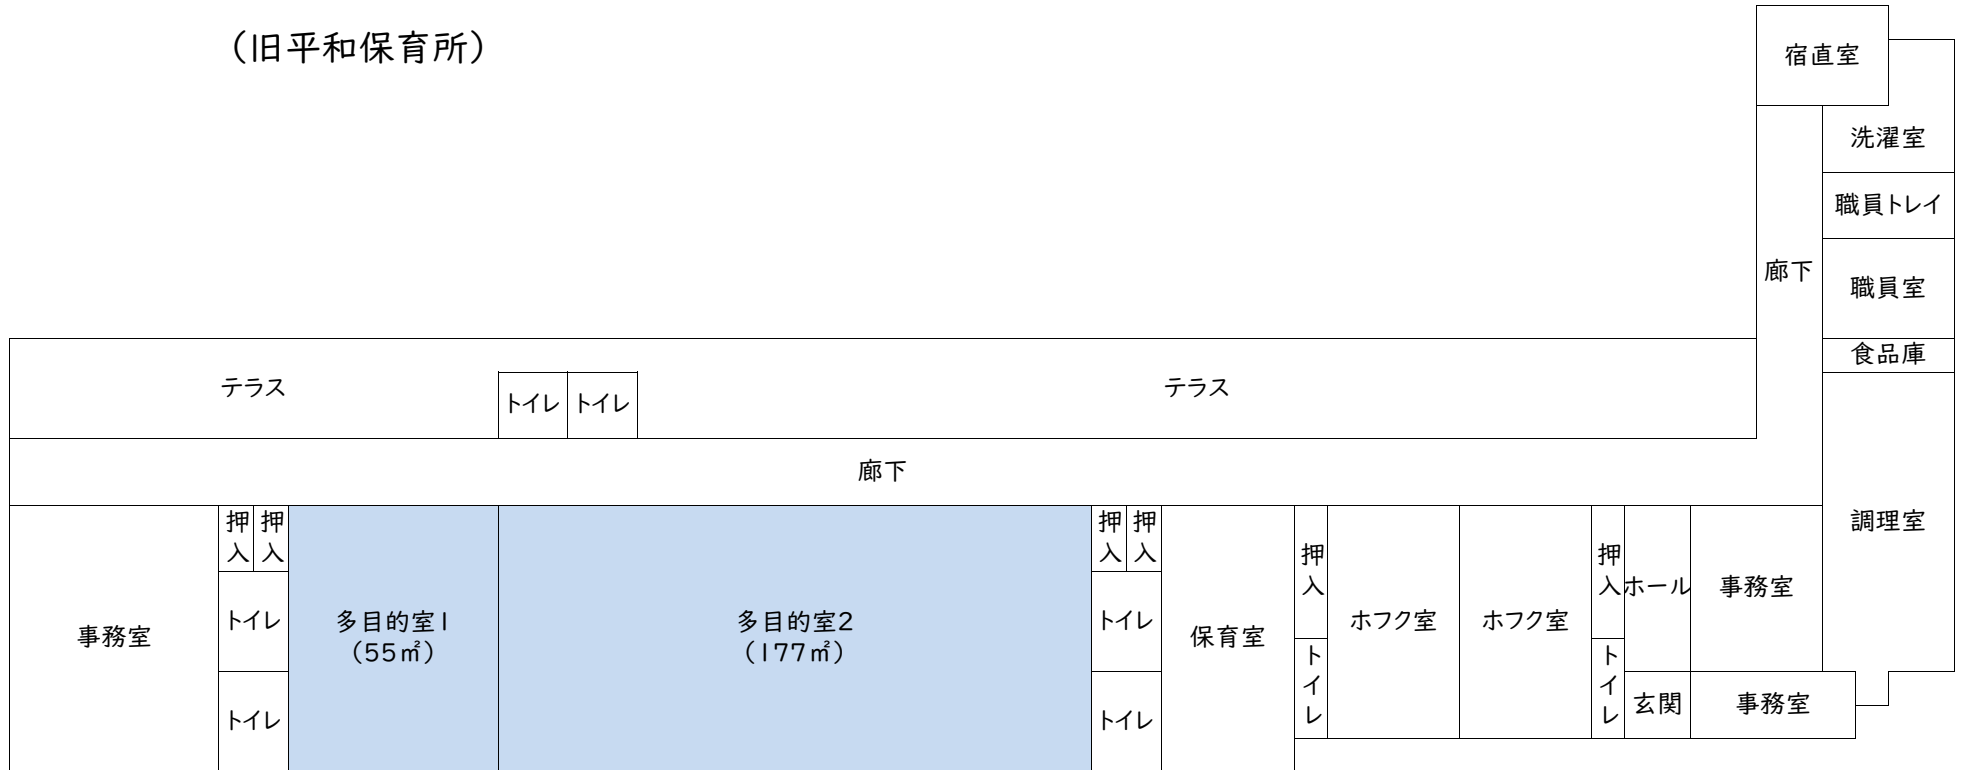 （旧平和保育所）
宿直室
洗濯室
職員トレイ
廊下
職員室
食品庫
テラス
トイレ
トイレ
テラス
廊下
押入
押入
押入
押入
調理室
押入
押入
ホール
事務室
事務室
トイレ
多目的室1
（55㎡）
多目的室2
（177㎡）
トイレ
保育室
ホフク室
ホフク室
トイレ
トイレ
トイレ
トイレ
玄関
事務室